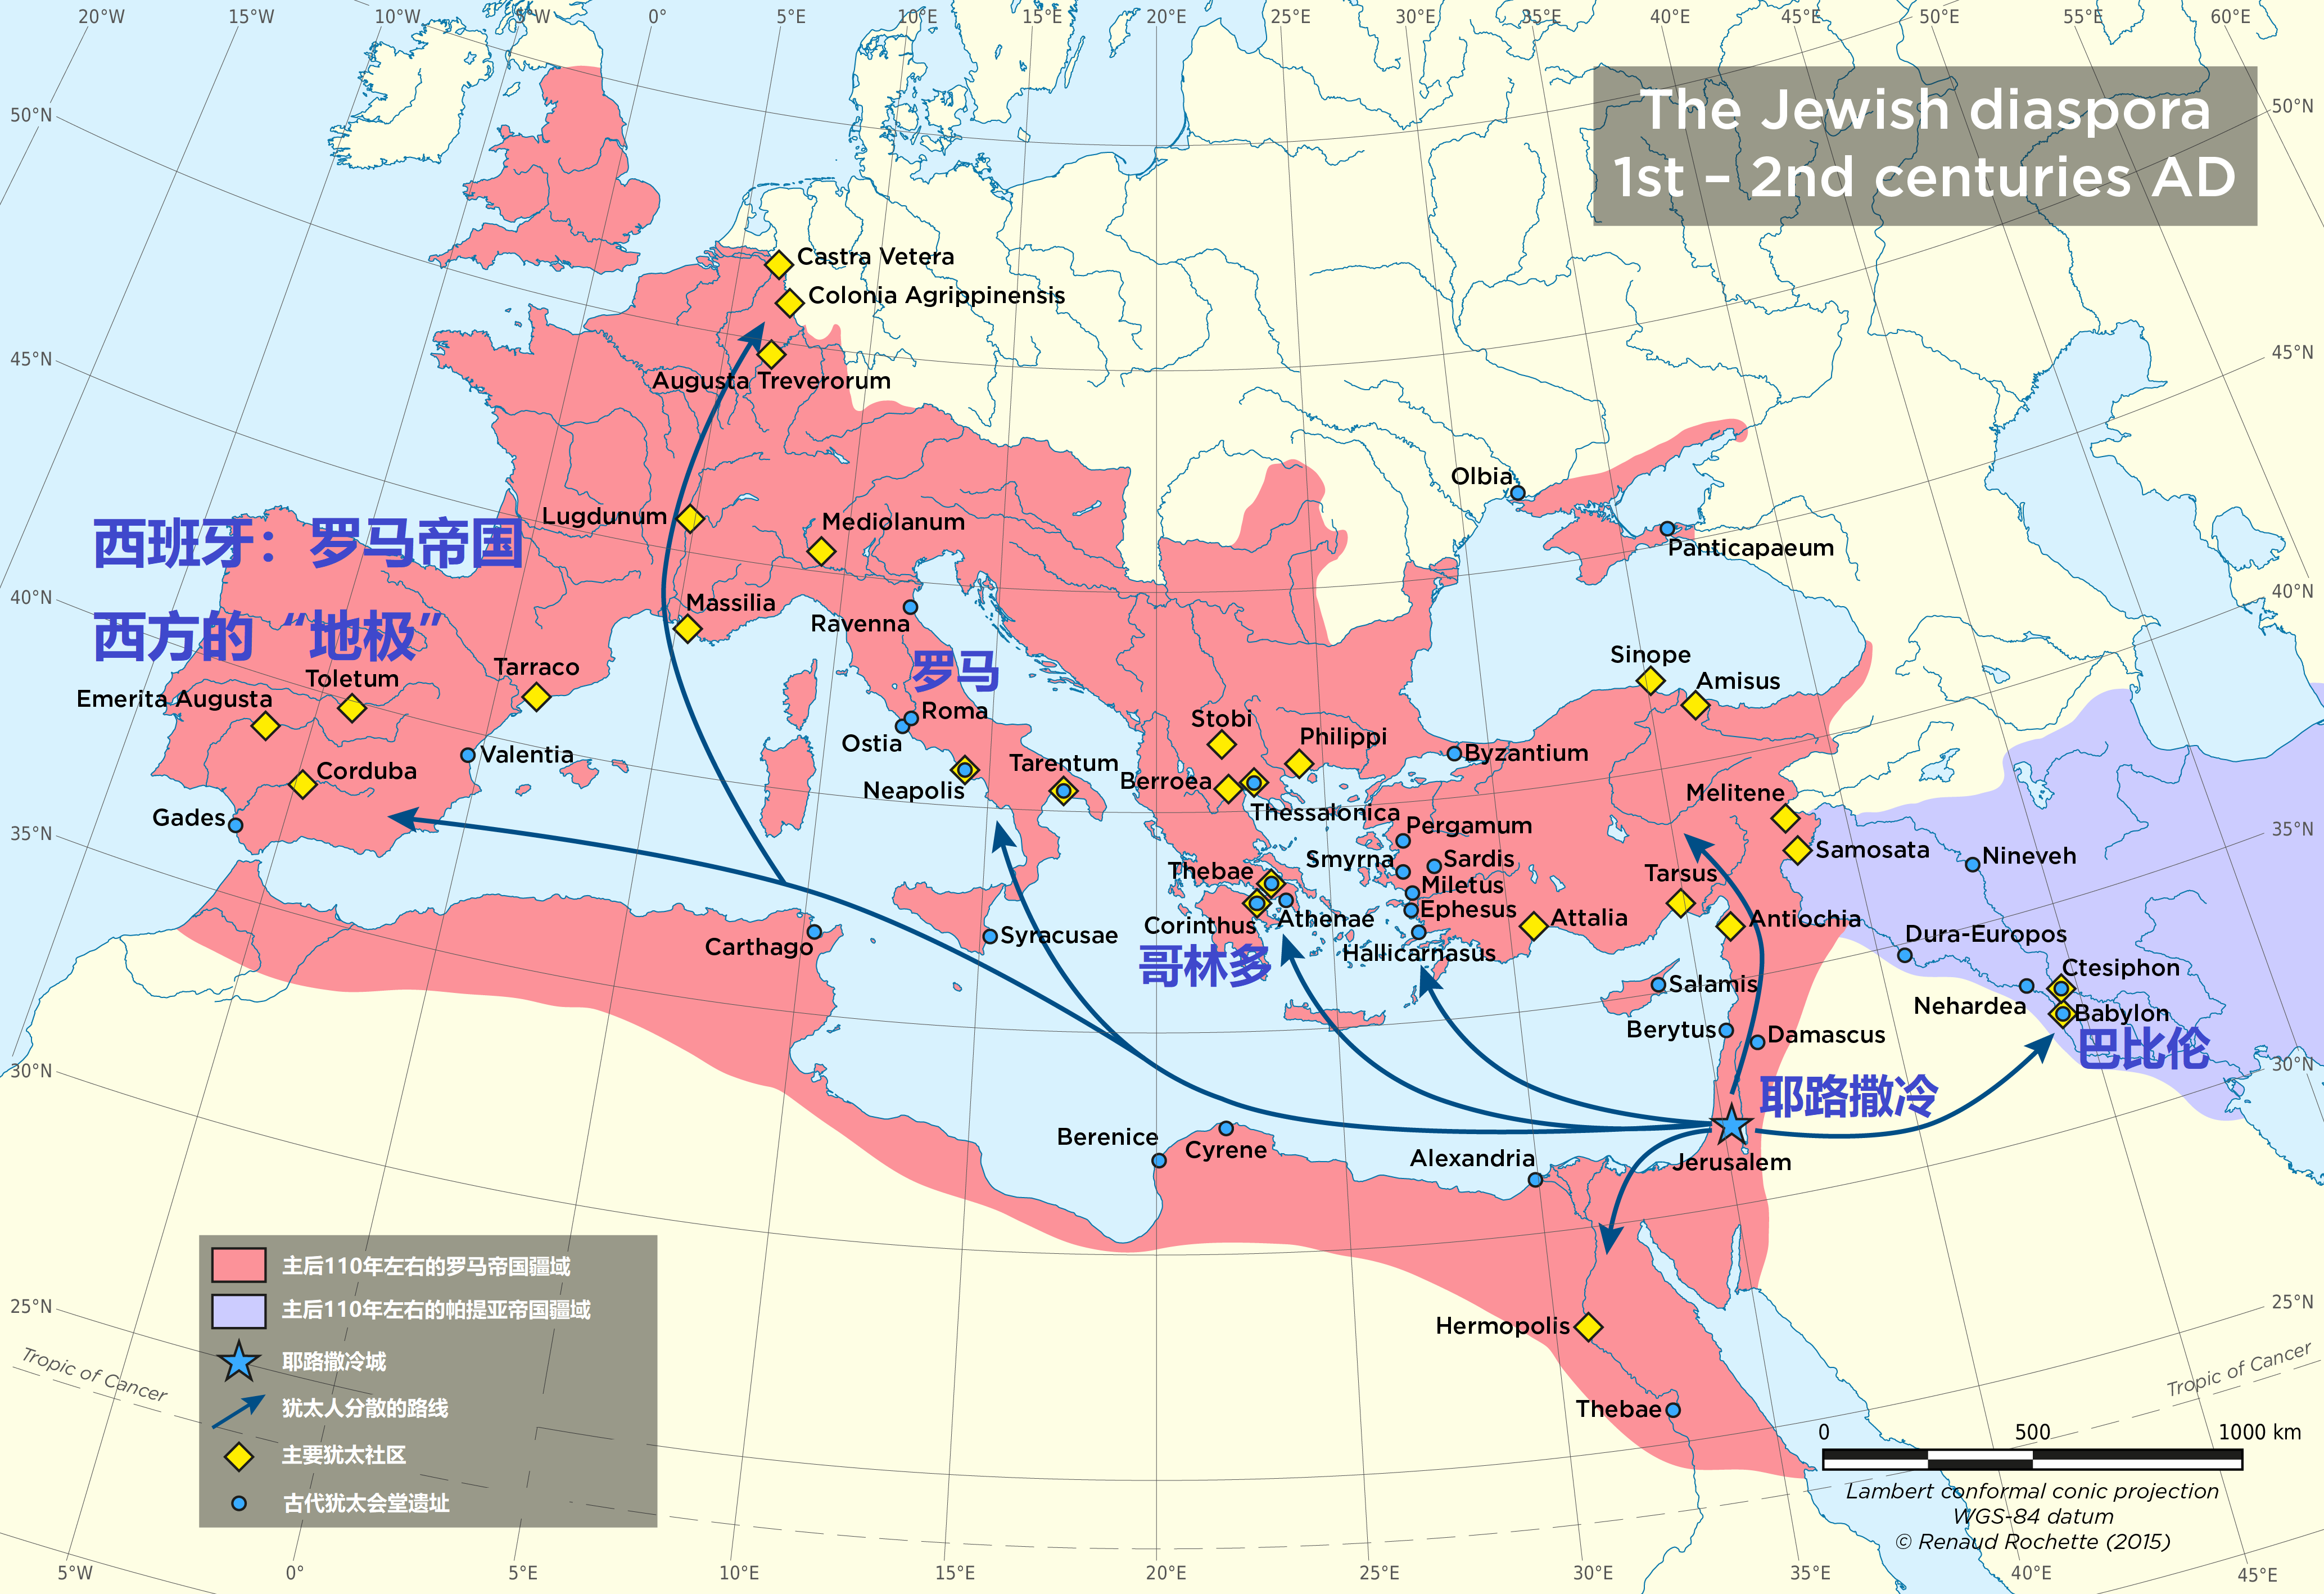 20°W
15°W
10°W
5°W
0°
5°E
10°E
15°E
20°E
25°E
30°E
35°E
40°E
45°E
50°E
55°E
60°E
The Jewish diaspora
1st – 2nd centuries AD
50°N
50°N
45°N
45°N
40°N
40°N
35°N
35°N
30°N
30°N
25°N
25°N
Castra Vetera
Colonia Agrippinensis
Augusta Treverorum
Olbia
Lugdunum
Mediolanum
西班牙：罗马帝国
西方的“地极”
Panticapaeum
Massilia
Ravenna
罗马
Tarraco
Toletum
Emerita Augusta
Sinope
Amisus
Roma
Ostia
Stobi
Philippi
Valentia
Byzantium
Corduba
Tarentum
Neapolis
Berroea
Thessalonica
Melitene
Gades
Pergamum
Samosata
Nineveh
Smyrna
Sardis
Thebae
Tarsus
Miletus
Ephesus
Corinthus
Athenae
Attalia
Antiochia
Carthago
Syracusae
哥林多
Hallicarnasus
Dura-Europos
Ctesiphon
Salamis
Nehardea
Babylon
巴比伦
Berytus
Damascus
耶路撒冷
Berenice
Cyrene
Alexandria
Jerusalem
Hermopolis
Thebae
主后110年左右的罗马帝国疆域
主后110年左右的帕提亚帝国疆域
耶路撒冷城
犹太人分散的路线
主要犹太社区
古代犹太会堂遗址
Tropic of Cancer
Tropic of Cancer
0
500
1000 km
Lambert conformal conic projection
WGS-84 datum
© Renaud Rochette (2015)
5°W
0°
5°E
10°E
15°E
20°E
25°E
30°E
35°E
40°E
45°E